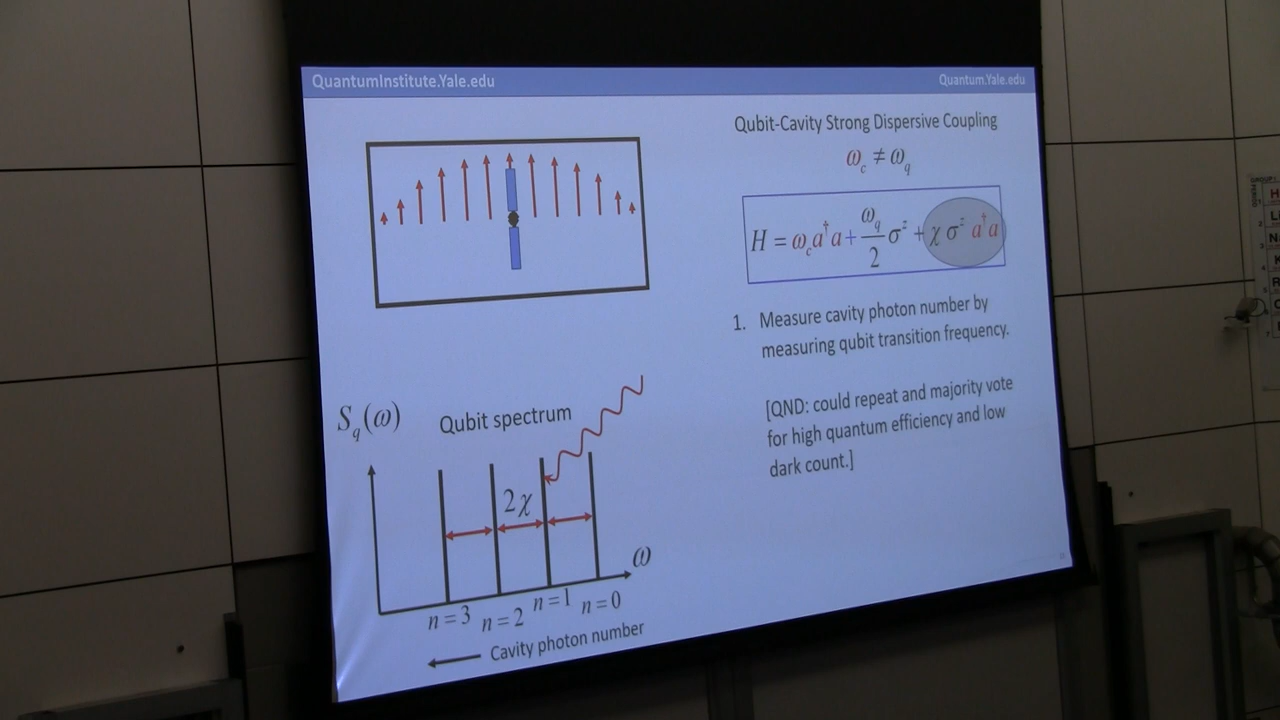 QuantumInstitute.Yale.edu
Quantum.Yale.edu
Qubit-Cavity Strong Dispersive Coupling
ω_c ≠ ω_q
H = ω_c a†a + ω_q/2 σ^z + χ σ^z a†a
1. Measure cavity photon number by
measuring qubit transition frequency.
[QND: could repeat and majority vote
for high quantum efficiency and low
dark count.]
S_q(ω)
Qubit spectrum
2χ
ω
n=3 n=2 n=1 n=0
Cavity photon number